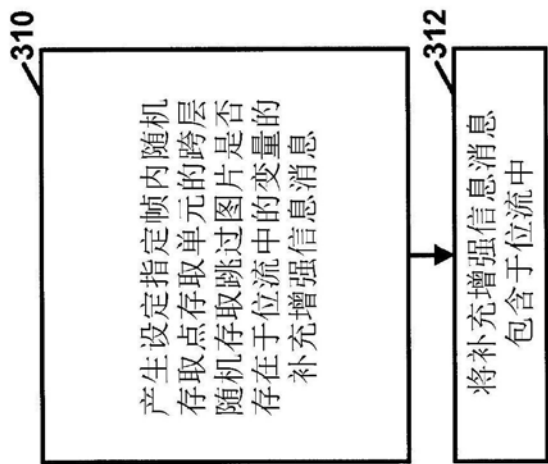 310
产生设定指定帧内随机
存取点存取单元的跨层
随机存取跳过图片是否
存在于位流中的变量的
补充增强信息消息
312
将补充增强信息消息
包含于位流中